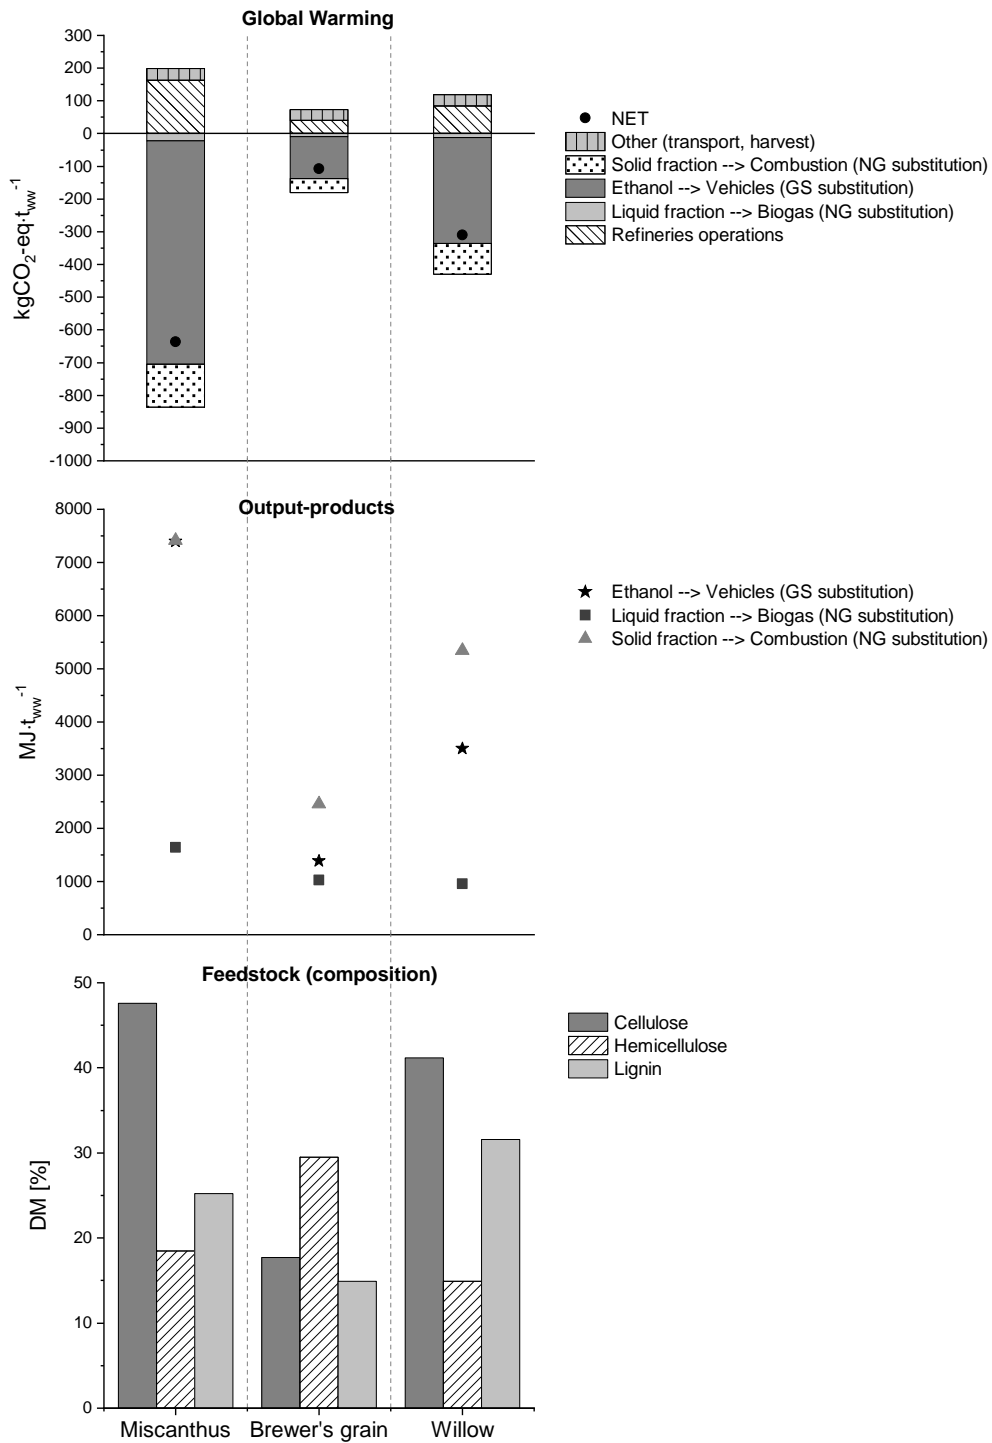 Global Warming
300
200
100
0
-100
-200
-300
-400
-500
-600
-700
-800
-900
-1000
kgCO₂-eq·t_ww⁻¹
NET
Other (transport, harvest)
Solid fraction --> Combustion (NG substitution)
Ethanol --> Vehicles (GS substitution)
Liquid fraction --> Biogas (NG substitution)
Refineries operations
Output-products
8000
7000
6000
5000
4000
3000
2000
1000
0
MJ·t_ww⁻¹
Ethanol --> Vehicles (GS substitution)
Liquid fraction --> Biogas (NG substitution)
Solid fraction --> Combustion (NG substitution)
Feedstock (composition)
50
40
30
20
10
0
DM [%]
Cellulose
Hemicellulose
Lignin
Miscanthus Brewer's grain Willow